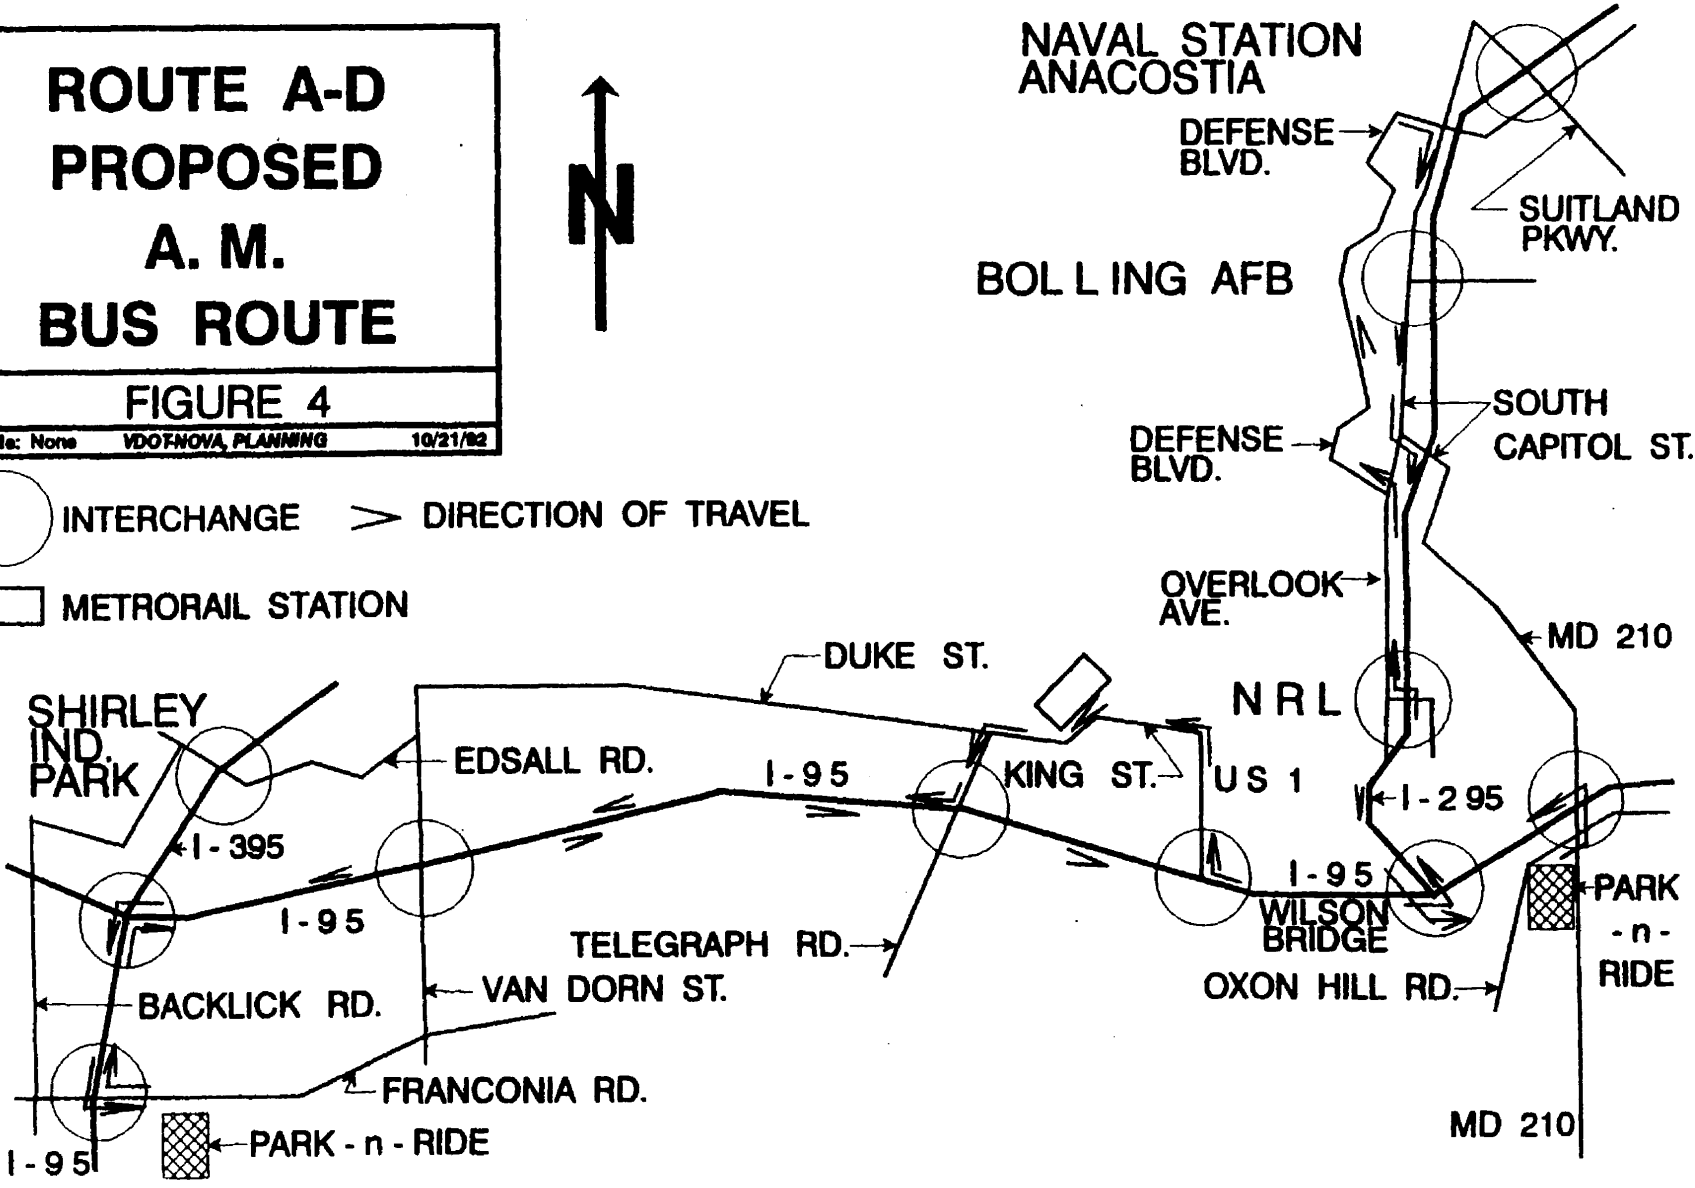 ROUTE A-D
PROPOSED
A. M.
BUS ROUTE
FIGURE 4
le: None VDOT-NOVA, PLANNING 10/21/92
INTERCHANGE
DIRECTION OF TRAVEL
METRORAIL STATION
N
NAVAL STATION
ANACOSTIA
DEFENSE
BLVD.
SUITLAND
PKWY.
BOLLING AFB
SOUTH
CAPITOL ST.
DEFENSE
BLVD.
OVERLOOK
AVE.
MD 210
NRL
DUKE ST.
SHIRLEY
IND.
PARK
EDSALL RD.
I-95
KING ST.
US 1
I-295
I-395
I-95
I-95
WILSON
BRIDGE
PARK
-n-
RIDE
TELEGRAPH RD.
OXON HILL RD.
BACKLICK RD.
VAN DORN ST.
FRANCONIA RD.
MD 210
PARK-n-RIDE
I-95